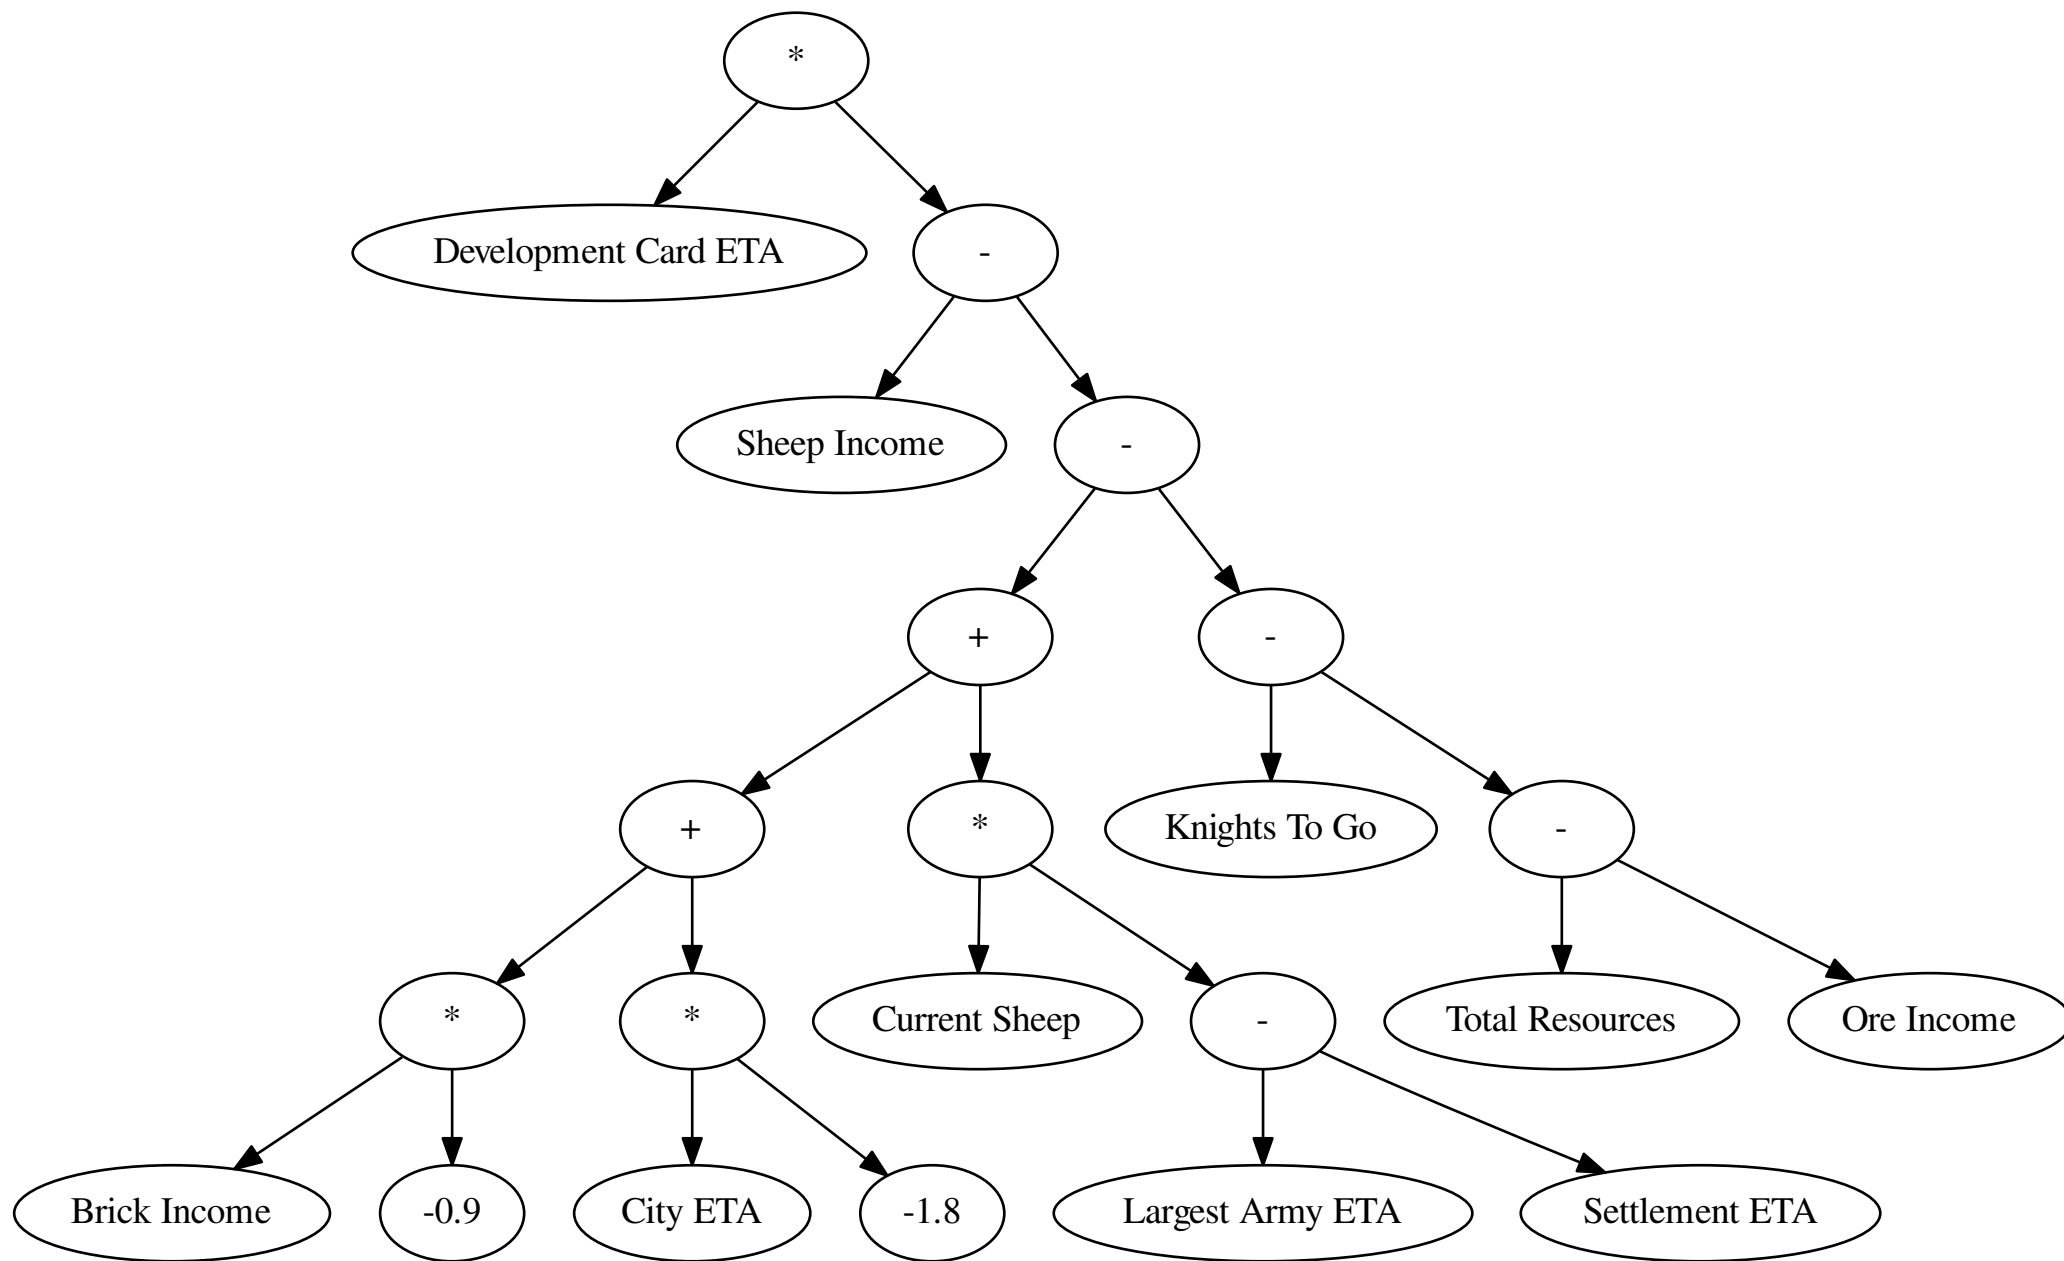 *
Development Card ETA
-
Sheep Income
-
+
-
+
*
Knights To Go
-
*
*
Current Sheep
-
Total Resources
Ore Income
Brick Income
-0.9
City ETA
-1.8
Largest Army ETA
Settlement ETA